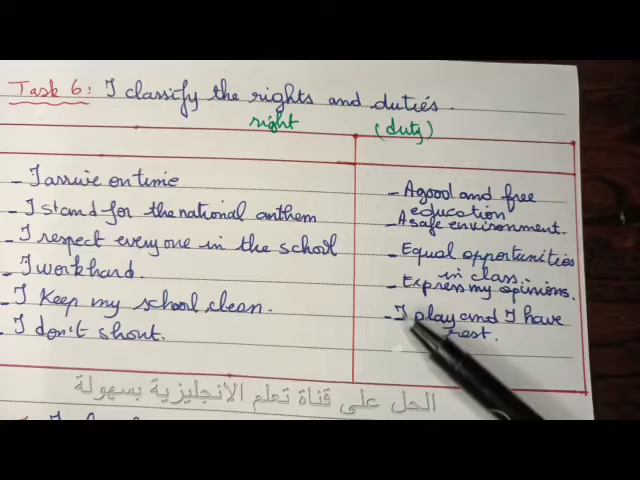 Task 6: I classify the rights and duties.
right (duty)
- I arrive on time
- I stand for the national anthem
- I respect everyone in the school
- I work hard.
- I Keep my school clean.
- I don't shout.
- A good and free
education
- A safe environment.
- Equal opportunities
in class.
- Express my opinions.
- I play and I have
rest.
الحل على قناة تعلم الانجليزية بسهولة